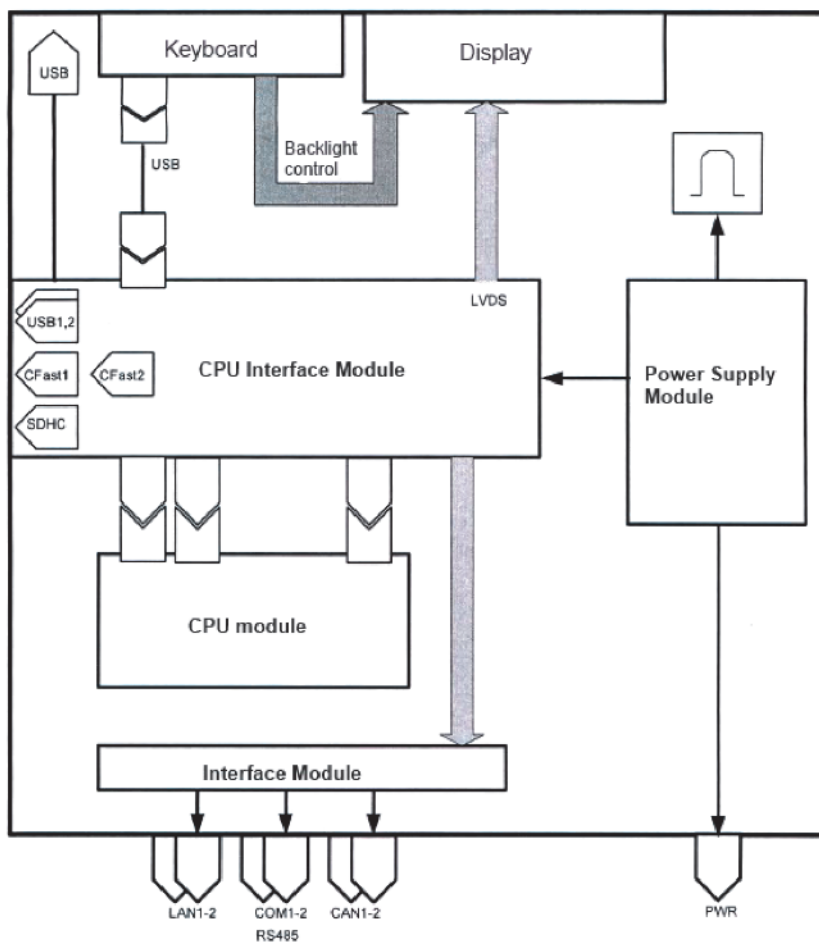 Keyboard
Display
USB
USB
Backlight
control
LVDS
USB1,2
CFast1
CFast2
SDHC
CPU Interface Module
Power Supply
Module
CPU module
Interface Module
LAN1-2
COM1-2
CAN1-2
RS485
PWR